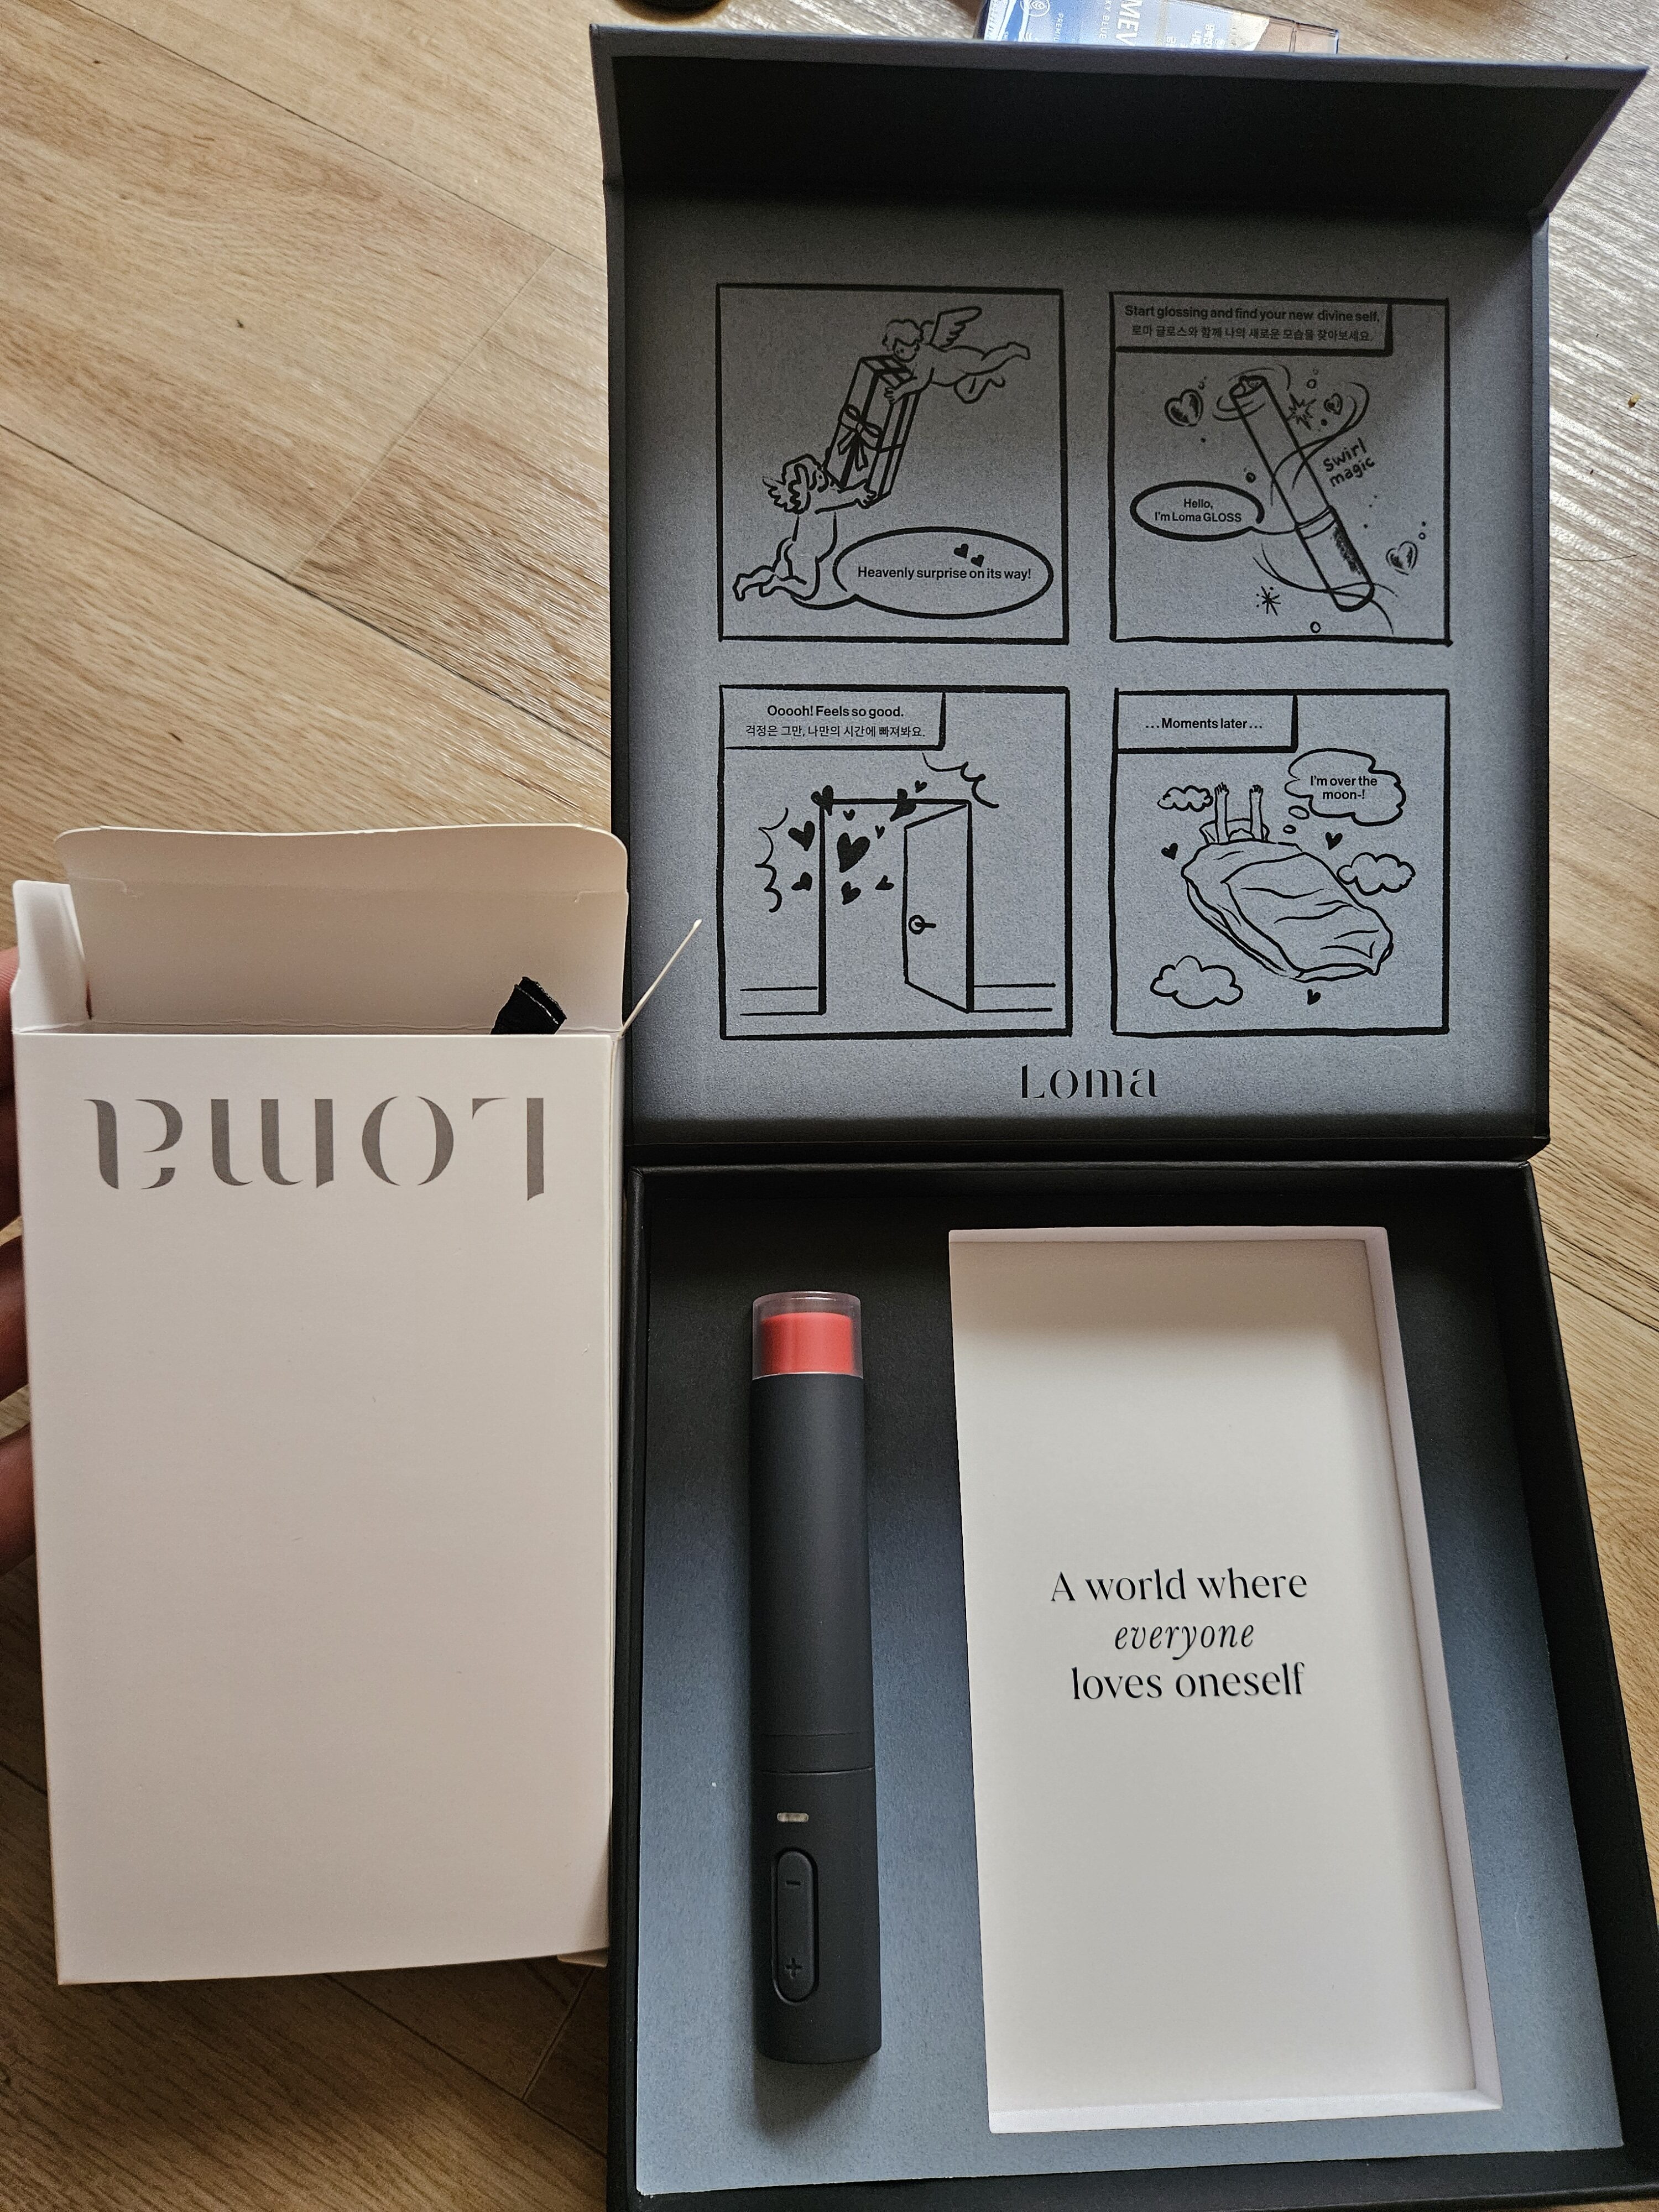 Heavenly surprise on its way!
Start glossing and find your new divine self.
로마 글로스와 함께 나의 새로운 모습을 찾아보세요.
Swirl
magic
Hello,
I'm Loma GLOSS
Ooooh! Feels so good.
걱정은 그만, 나만의 시간에 빠져봐요.
...Moments later...
I'm over the
moon-!
Loma
Loma
A world where
everyone
loves oneself
- 
+